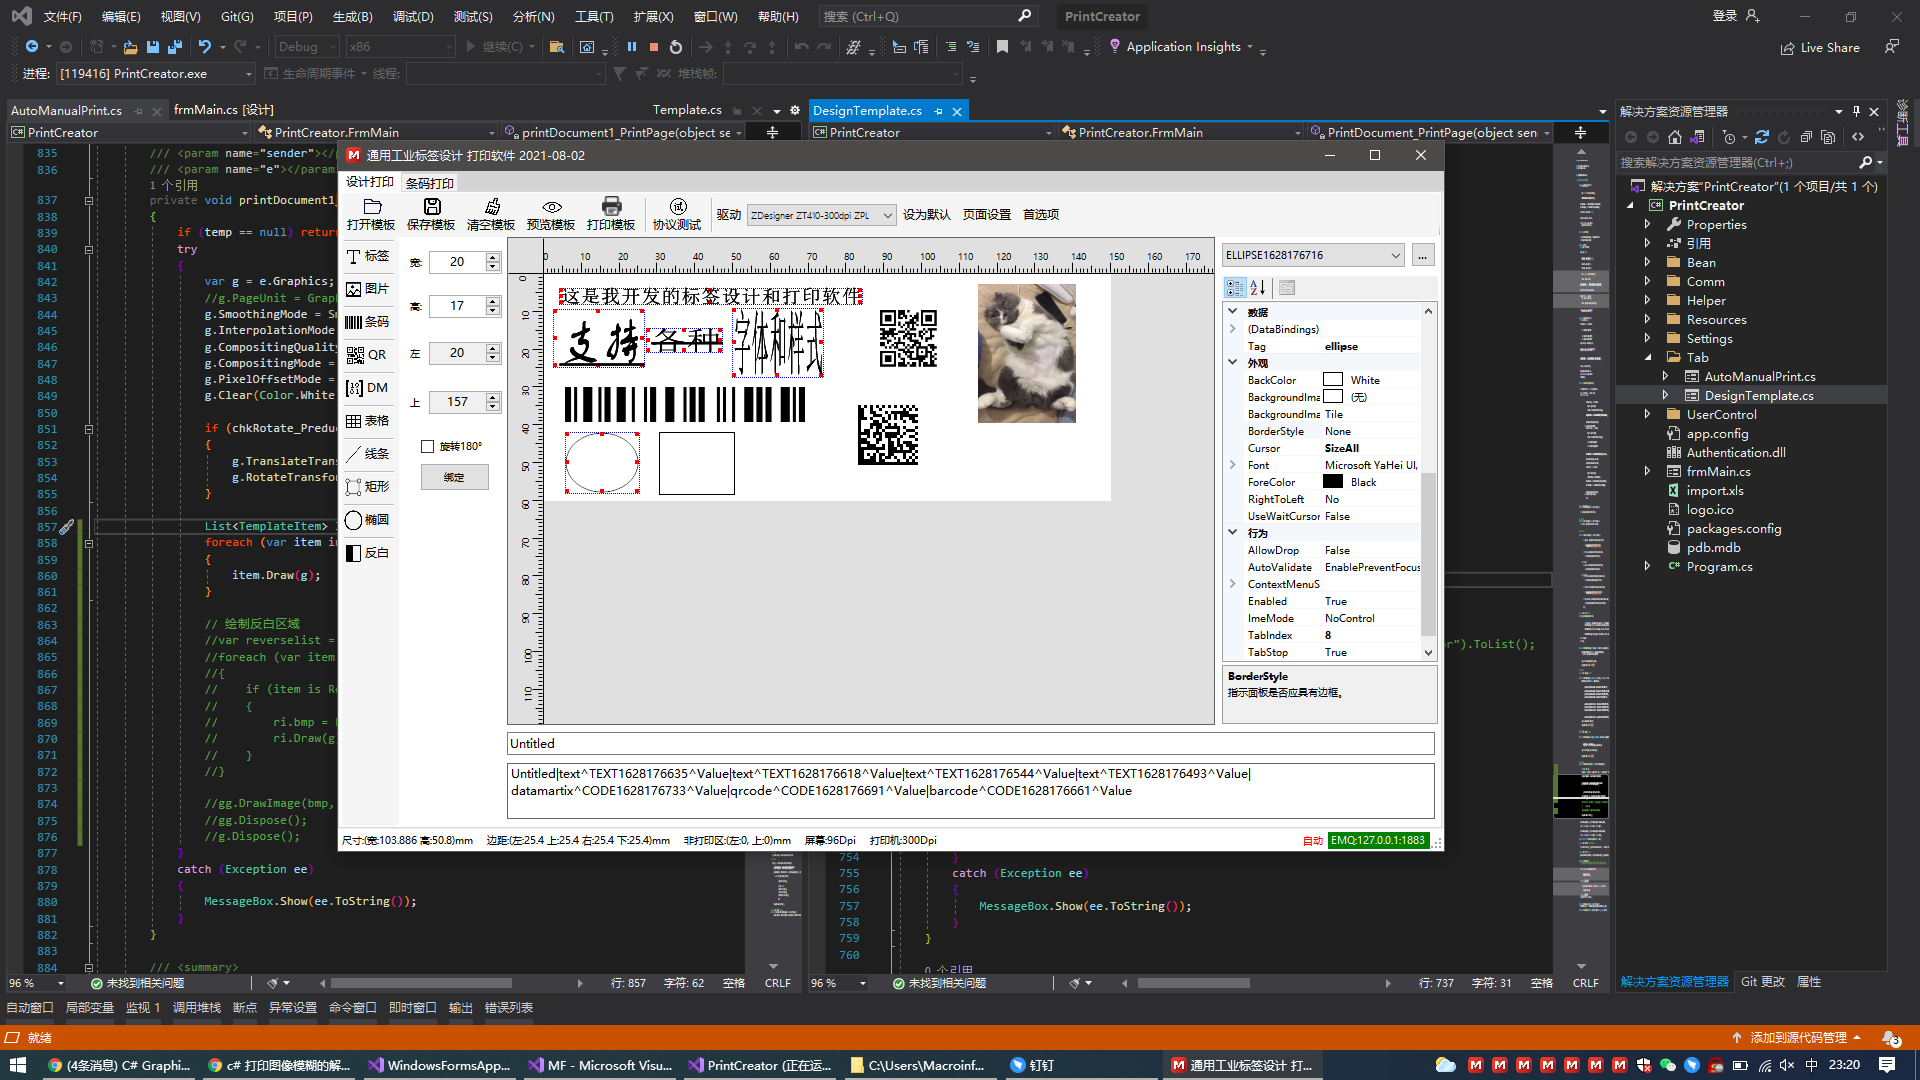 文件(F) 编辑(E) 视图(V) Git(G) 项目(P) 生成(B) 调试(D) 测试(S) 分析(N) 工具(T) 扩展(X) 窗口(W) 帮助(H) 搜索 (Ctrl+Q) PrintCreator 登录
Debug x86 继续(C) Application Insights Live Share
进程: [119416] PrintCreator.exe 生命周期事件 线程: 堆栈帧:
AutoManualPrint.cs frmMain.cs [设计] Template.cs DesignTemplate.cs
PrintCreator PrintCreator.FrmMain printDocument1_PrintPage(object se PrintCreator PrintCreator.FrmMain PrintDocument_PrintPage(object sen
835 /// <param name="sender"></
836 /// <param name="e"></param
1 个引用
837 private void printDocument1_
838 {
839 if (temp == null) return
840 try
841 {
842 var g = e.Graphics;
843 //g.PageUnit = Graph
844 g.SmoothingMode = Sm
845 g.InterpolationMode
846 g.CompositingQuality
847 g.CompositingMode =
848 g.PixelOffsetMode =
849 g.Clear(Color.White
850
851 if (chkRotate_Predu
852 {
853 g.TranslateTrans
854 g.RotateTransfor
855 }
856
857 List<TemplateItem>
858 foreach (var item i
859 {
860 item.Draw(g);
861 }
862
863 // 绘制反白区域
864 //var reverselist =
865 //foreach (var item
866 //{
867 // if (item is Re
868 // {
869 // ri.bmp =
870 // ri.Draw(g
871 // }
872 //}
873
874 //gg.DrawImage(bmp,
875 //gg.Dispose();
876 //g.Dispose();
877 }
878 catch (Exception ee)
879 {
880 MessageBox.Show(ee.ToString());
881 }
882 }
883
884 /// <summary>
通用工业标签设计 打印软件 2021-08-02
设计打印 条码打印
打开模板 保存模板 清空模板 预览模板 打印模板 协议测试 驱动 ZDesigner ZT410-300dpi ZPL 设为默认 页面设置 首选项
标签
图片
条码
QR
DM
表格
线条
矩形
椭圆
反白
宽: 20
高: 17
左 20
上 157
旋转180°
绑定
0 10 20 30 40 50 60 70 80 90 100 110 120 130 140 150 160 170
0
10
20
30
40
50
60
70
80
90
100
110
这是我开发的标签设计和打印软件
支持 各种 字体和样式
ELLIPSE1628176716 ...
数据
(DataBindings)
Tag ellipse
外观
BackColor White
BackgroundIma (无)
BackgroundIma Tile
BorderStyle None
Cursor SizeAll
Font Microsoft YaHei UI,
ForeColor Black
RightToLeft No
UseWaitCursor False
行为
AllowDrop False
AutoValidate EnablePreventFocus
ContextMenuS
Enabled True
ImeMode NoControl
TabIndex 8
TabStop True
BorderStyle
指示面板是否应具有边框。
Untitled
Untitled|text^TEXT1628176635^Value|text^TEXT1628176618^Value|text^TEXT1628176544^Value|text^TEXT1628176493^Value|
datamartix^CODE1628176733^Value|qrcode^CODE1628176691^Value|barcode^CODE1628176661^Value
尺寸:(宽:103.886 高:50.8)mm 边距:(左:25.4 上:25.4 右:25.4 下:25.4)mm 非打印区:(左:0, 上:0)mm 屏幕:96Dpi 打印机:300Dpi 自动 EMQ:127.0.0.1:1883
or").ToList();
754 }
755 catch (Exception ee)
756 {
757 MessageBox.Show(ee.ToString());
758 }
759 }
760
0 个引用
解决方案资源管理器
搜索解决方案资源管理器(Ctrl+;)
解决方案"PrintCreator"(1 个项目/共 1 个)
PrintCreator
Properties
引用
Bean
Comm
Helper
Resources
Settings
Tab
AutoManualPrint.cs
DesignTemplate.cs
UserControl
app.config
Authentication.dll
frmMain.cs
import.xls
logo.ico
packages.config
pdb.mdb
Program.cs
诊断工具
解决方案资源管理器 Git 更改 属性
96 % 未找到相关问题 行: 857 字符: 62 空格 CRLF
96 % 未找到相关问题 行: 737 字符: 31 空格 CRLF
自动窗口 局部变量 监视 1 调用堆栈 断点 异常设置 命令窗口 即时窗口 输出 错误列表
就绪 添加到源代码管理 3
(4条消息) C# Graphi... c# 打印图像模糊的解... WindowsFormsApp... MF - Microsoft Visu... PrintCreator (正在运... C:\Users\Macroinf... 钉钉 通用工业标签设计 打... 中 23:20